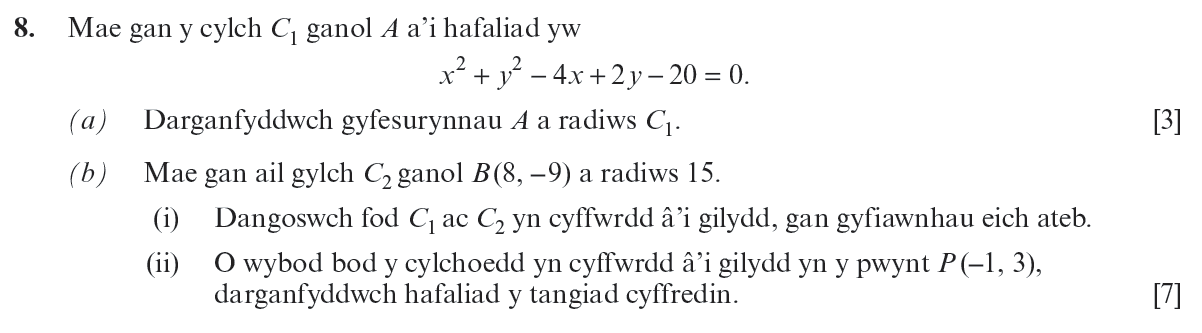 8. Mae gan y cylch C₁ ganol A a'i hafaliad yw
x² + y² – 4x + 2y – 20 = 0.
(a) Darganfyddwch gyfesurynnau A a radiws C₁. [3]
(b) Mae gan ail gylch C₂ ganol B(8, –9) a radiws 15.
(i) Dangoswch fod C₁ ac C₂ yn cyffwrdd â'i gilydd, gan gyfiawnhau eich ateb.
(ii) O wybod bod y cylchoedd yn cyffwrdd â'i gilydd yn y pwynt P(–1, 3),
darganfyddwch hafaliad y tangiad cyffredin. [7]